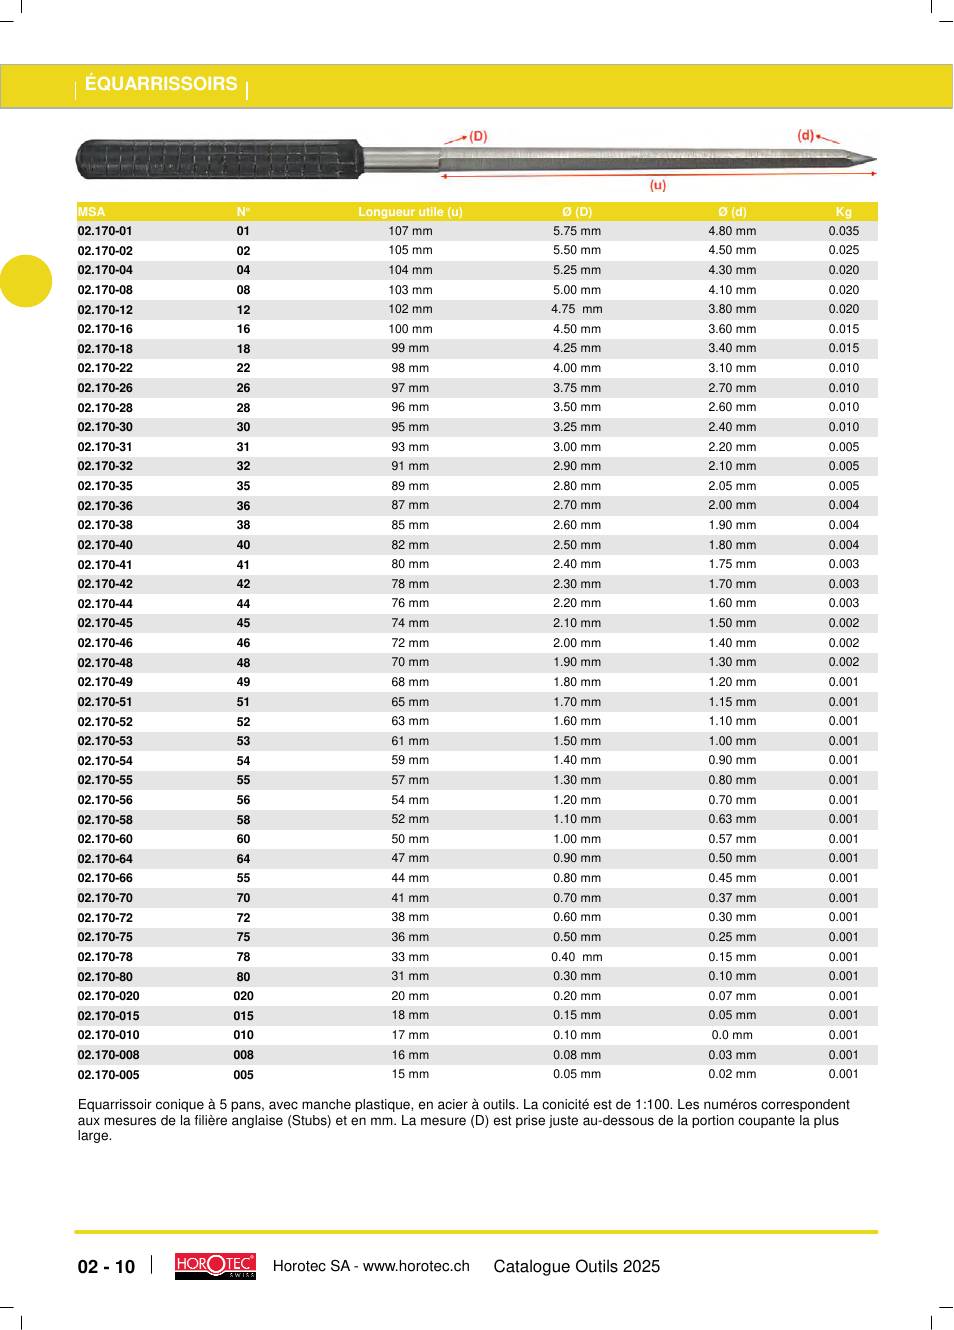 ÉQUARRISSOIRS
(D) (d)
(u)
MSA N° Longueur utile (u) Ø (D) Ø (d) Kg
02.170-01 01 107 mm 5.75 mm 4.80 mm 0.035
02.170-02 02 105 mm 5.50 mm 4.50 mm 0.025
02.170-04 04 104 mm 5.25 mm 4.30 mm 0.020
02.170-08 08 103 mm 5.00 mm 4.10 mm 0.020
02.170-12 12 102 mm 4.75 mm 3.80 mm 0.020
02.170-16 16 100 mm 4.50 mm 3.60 mm 0.015
02.170-18 18 99 mm 4.25 mm 3.40 mm 0.015
02.170-22 22 98 mm 4.00 mm 3.10 mm 0.010
02.170-26 26 97 mm 3.75 mm 2.70 mm 0.010
02.170-28 28 96 mm 3.50 mm 2.60 mm 0.010
02.170-30 30 95 mm 3.25 mm 2.40 mm 0.010
02.170-31 31 93 mm 3.00 mm 2.20 mm 0.005
02.170-32 32 91 mm 2.90 mm 2.10 mm 0.005
02.170-35 35 89 mm 2.80 mm 2.05 mm 0.005
02.170-36 36 87 mm 2.70 mm 2.00 mm 0.004
02.170-38 38 85 mm 2.60 mm 1.90 mm 0.004
02.170-40 40 82 mm 2.50 mm 1.80 mm 0.004
02.170-41 41 80 mm 2.40 mm 1.75 mm 0.003
02.170-42 42 78 mm 2.30 mm 1.70 mm 0.003
02.170-44 44 76 mm 2.20 mm 1.60 mm 0.003
02.170-45 45 74 mm 2.10 mm 1.50 mm 0.002
02.170-46 46 72 mm 2.00 mm 1.40 mm 0.002
02.170-48 48 70 mm 1.90 mm 1.30 mm 0.002
02.170-49 49 68 mm 1.80 mm 1.20 mm 0.001
02.170-51 51 65 mm 1.70 mm 1.15 mm 0.001
02.170-52 52 63 mm 1.60 mm 1.10 mm 0.001
02.170-53 53 61 mm 1.50 mm 1.00 mm 0.001
02.170-54 54 59 mm 1.40 mm 0.90 mm 0.001
02.170-55 55 57 mm 1.30 mm 0.80 mm 0.001
02.170-56 56 54 mm 1.20 mm 0.70 mm 0.001
02.170-58 58 52 mm 1.10 mm 0.63 mm 0.001
02.170-60 60 50 mm 1.00 mm 0.57 mm 0.001
02.170-64 64 47 mm 0.90 mm 0.50 mm 0.001
02.170-66 55 44 mm 0.80 mm 0.45 mm 0.001
02.170-70 70 41 mm 0.70 mm 0.37 mm 0.001
02.170-72 72 38 mm 0.60 mm 0.30 mm 0.001
02.170-75 75 36 mm 0.50 mm 0.25 mm 0.001
02.170-78 78 33 mm 0.40 mm 0.15 mm 0.001
02.170-80 80 31 mm 0.30 mm 0.10 mm 0.001
02.170-020 020 20 mm 0.20 mm 0.07 mm 0.001
02.170-015 015 18 mm 0.15 mm 0.05 mm 0.001
02.170-010 010 17 mm 0.10 mm 0.0 mm 0.001
02.170-008 008 16 mm 0.08 mm 0.03 mm 0.001
02.170-005 005 15 mm 0.05 mm 0.02 mm 0.001
Equarrissoir conique à 5 pans, avec manche plastique, en acier à outils. La conicité est de 1:100. Les numéros correspondent
aux mesures de la filière anglaise (Stubs) et en mm. La mesure (D) est prise juste au-dessous de la portion coupante la plus
large.
02 - 10 HOROTEC® SWISS Horotec SA - www.horotec.ch Catalogue Outils 2025